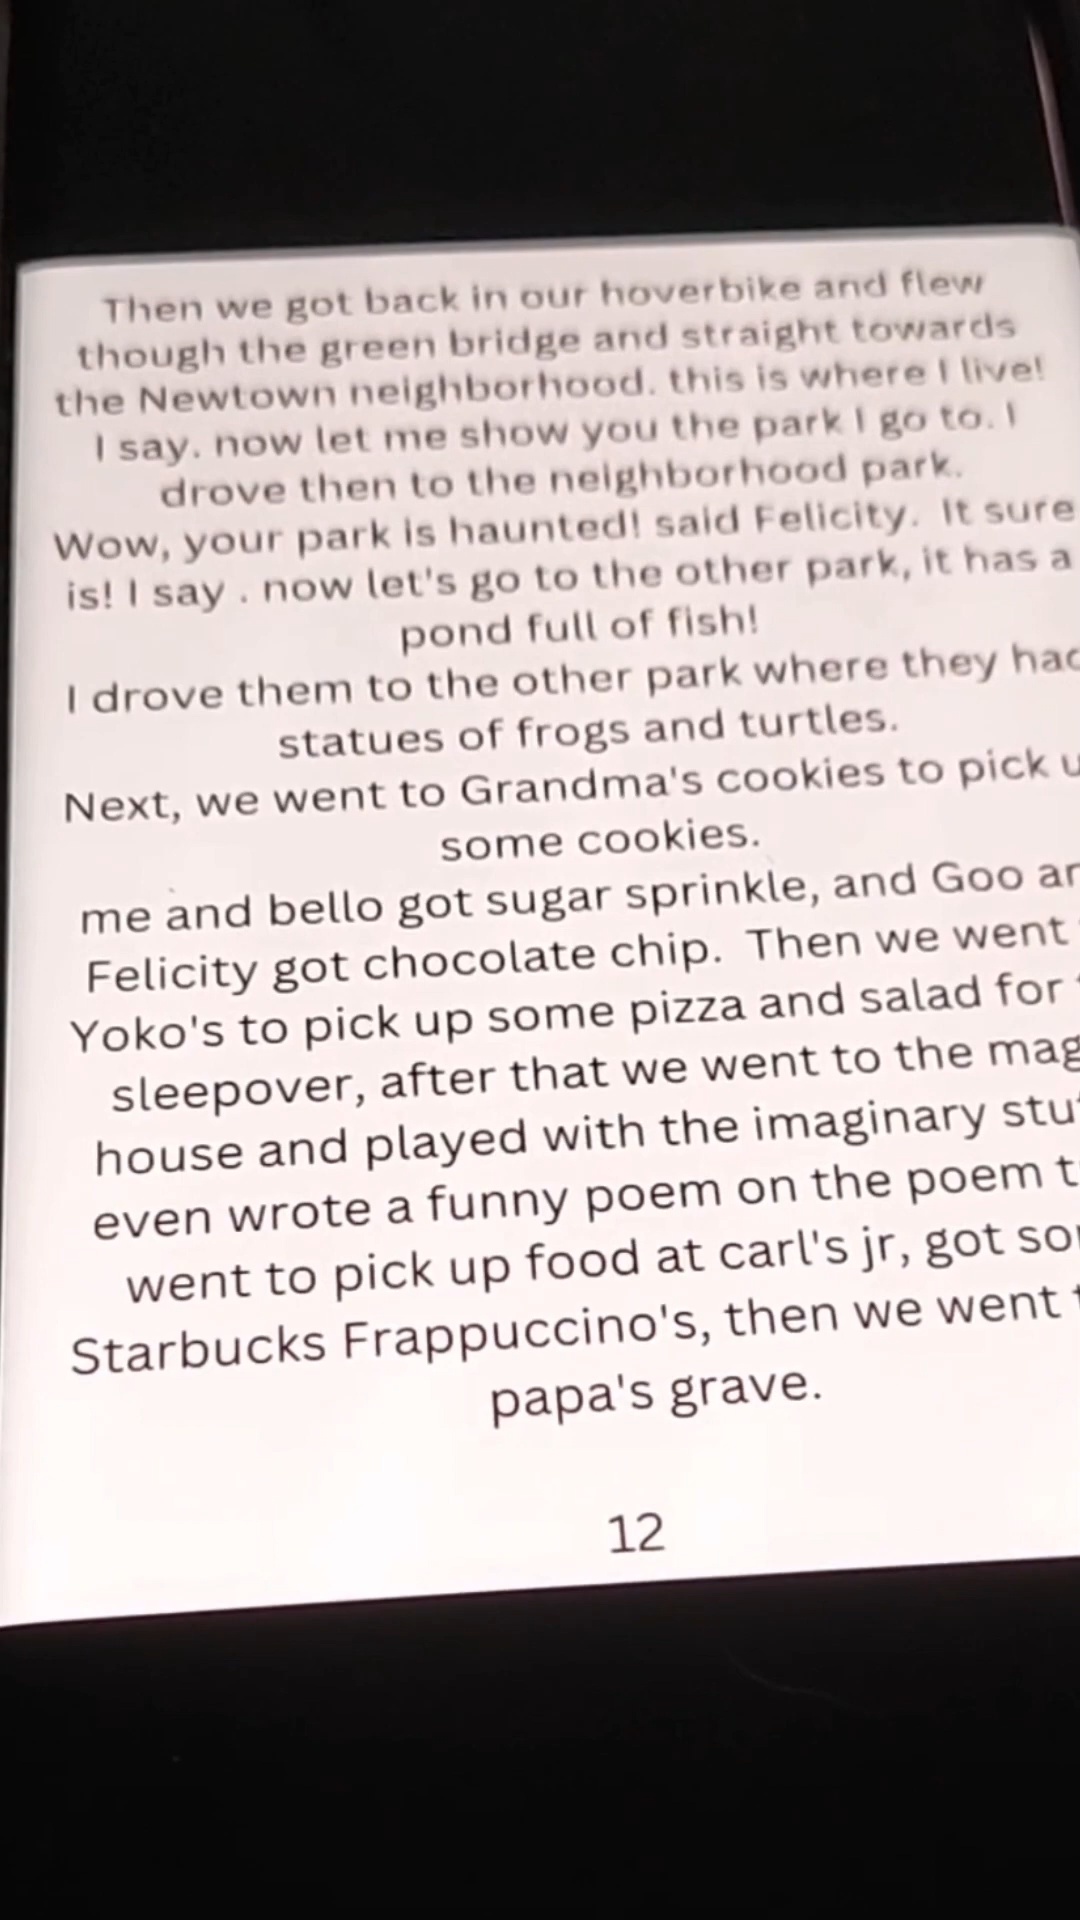 Then we got back in our hoverbike and flew
though the green bridge and straight towards
the Newtown neighborhood. this is where I live!
I say. now let me show you the park I go to. I
drove then to the neighborhood park.
Wow, your park is haunted! said Felicity. It sure
is! I say . now let's go to the other park, it has a
pond full of fish!
I drove them to the other park where they had
statues of frogs and turtles.
Next, we went to Grandma's cookies to pick
some cookies.
me and bello got sugar sprinkle, and Goo
Felicity got chocolate chip. Then we went
Yoko's to pick up some pizza and salad for
sleepover, after that we went to the
house and played with the imaginary
even wrote a funny poem on the poem
went to pick up food at carl's jr, got
Starbucks Frappuccino's, then we went
papa's grave.
12